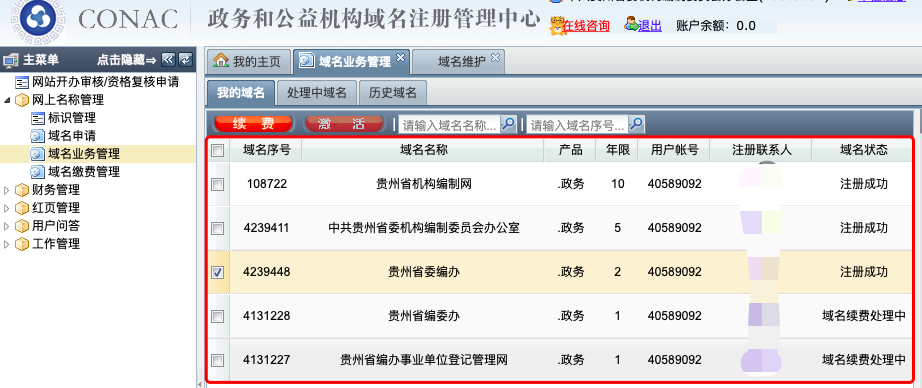 CONAC 政务和公益机构域名注册管理中心
在线咨询 退出 账户余额：0.0
主菜单 点击隐藏⇒
我的主页 域名业务管理 域名维护
网站开办审核/资格复核申请
网上名称管理
标识管理
域名申请
域名业务管理
域名缴费管理
财务管理
红页管理
用户问答
工作管理
我的域名 处理中域名 历史域名
续 费 激 活 请输入域名名称... 请输入域名序号...
域名序号 域名名称 产品 年限 用户帐号 注册联系人 域名状态
108722 贵州省机构编制网 .政务 10 40589092 注册成功
4239411 中共贵州省委机构编制委员会办公室 .政务 5 40589092 注册成功
4239448 贵州省委编办 .政务 2 40589092 注册成功
4131228 贵州省编委办 .政务 1 40589092 域名续费处理中
4131227 贵州省编办事业单位登记管理网 .政务 1 40589092 域名续费处理中